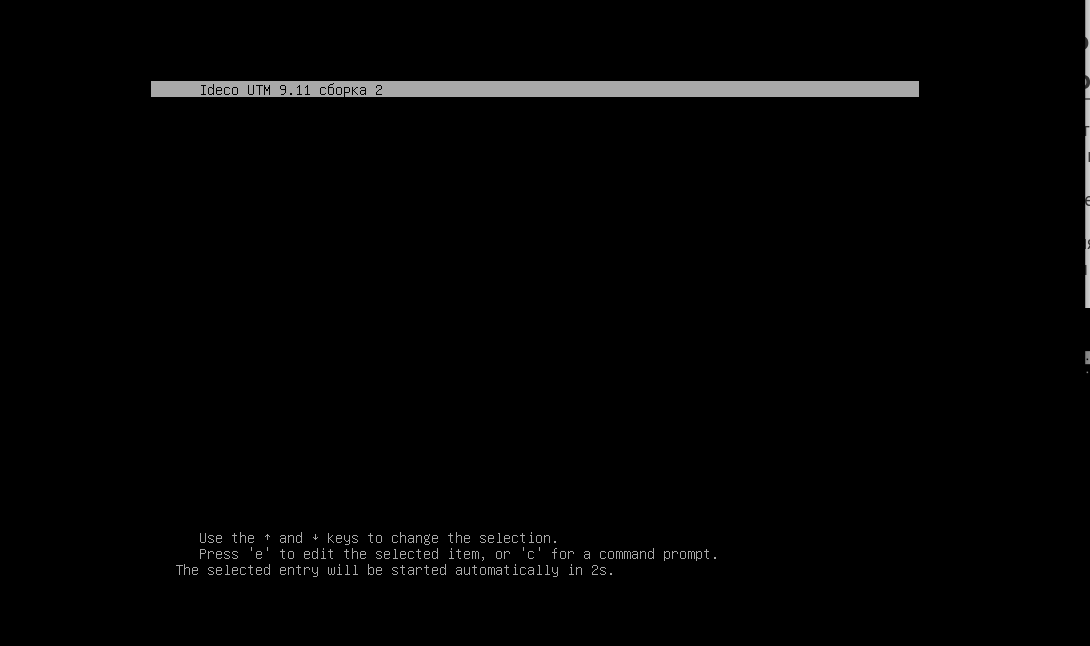 Ideco UTM 9.11 сборка 2
Use the ↑ and ↓ keys to change the selection.
Press 'e' to edit the selected item, or 'c' for a command prompt.
The selected entry will be started automatically in 2s.